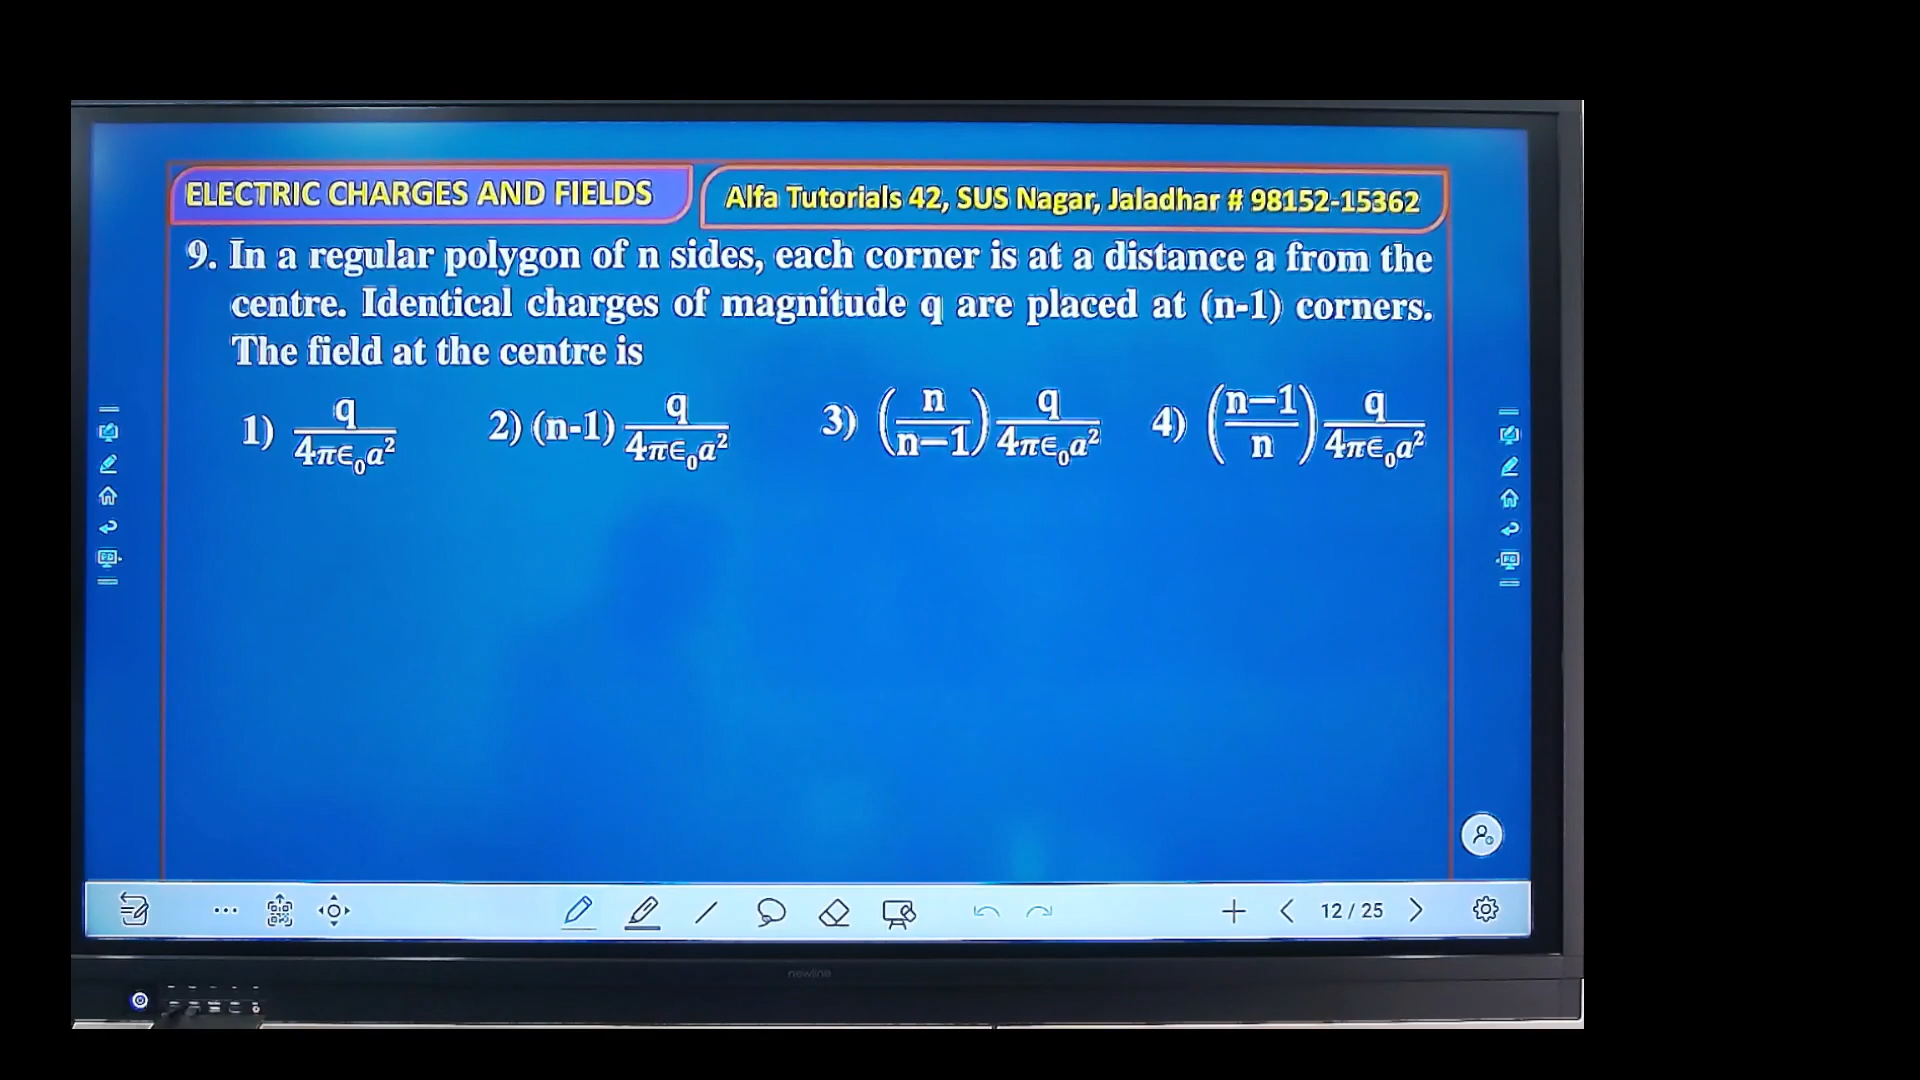 ELECTRIC CHARGES AND FIELDS
Alfa Tutorials 42, SUS Nagar, Jaladhar # 98152-15362
9. In a regular polygon of n sides, each corner is at a distance a from the
centre. Identical charges of magnitude q are placed at (n-1) corners.
The field at the centre is
1) q/4πϵ₀a² 2) (n-1) q/4πϵ₀a² 3) (n/n−1) q/4πϵ₀a² 4) (n−1/n) q/4πϵ₀a²
12 / 25
newline